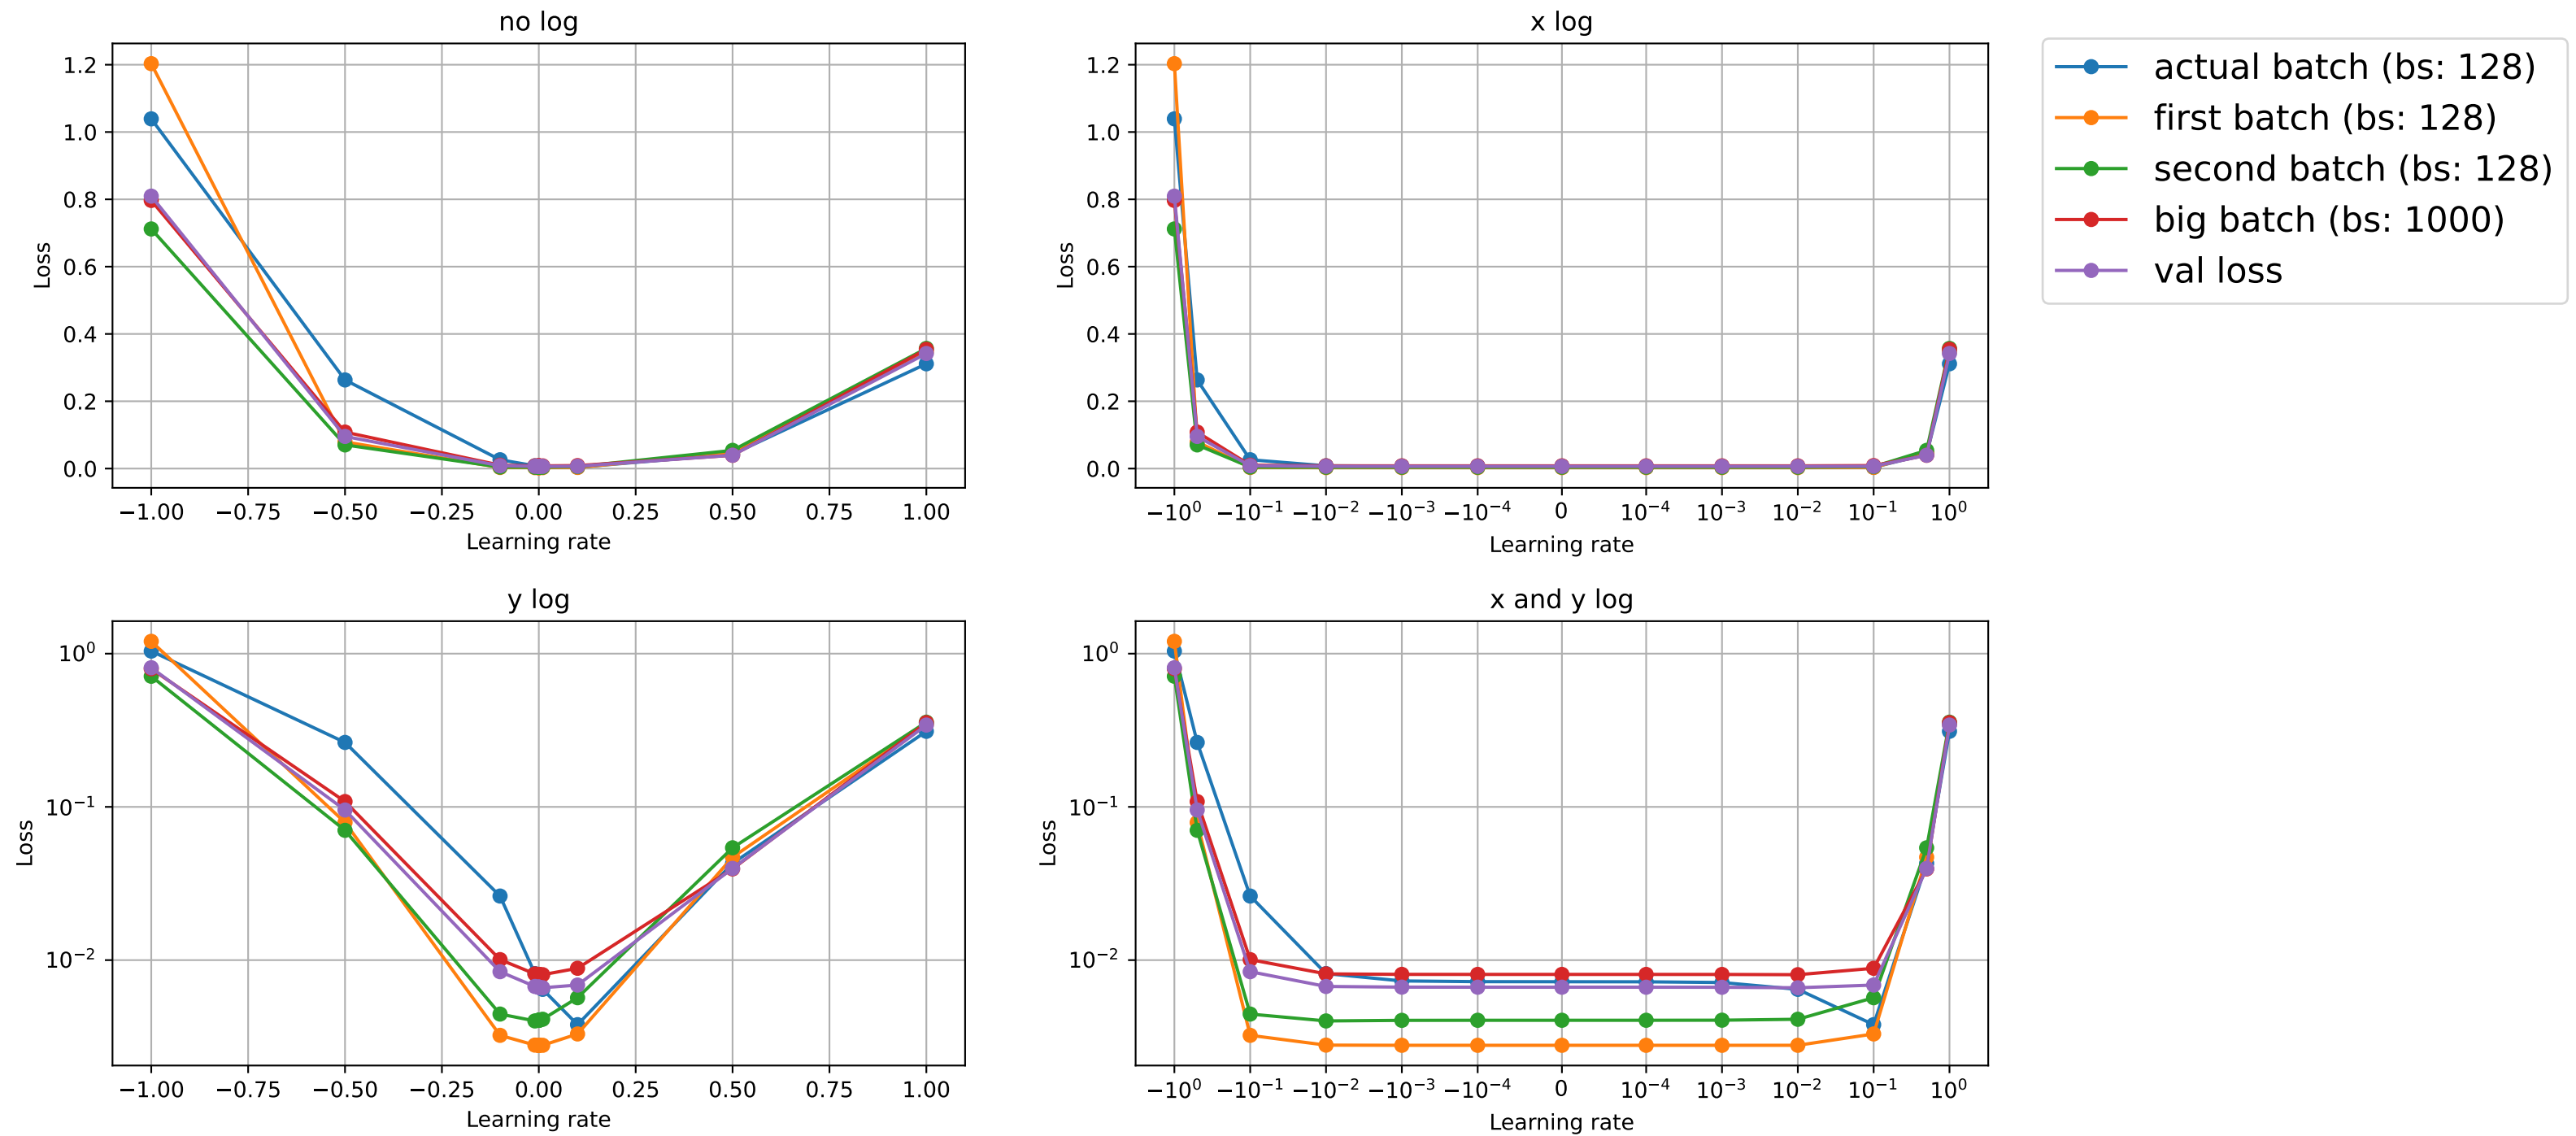 no log
1.2
1.0
0.8
0.6
0.4
0.2
0.0
Loss
−1.00 −0.75 −0.50 −0.25 0.00 0.25 0.50 0.75 1.00
Learning rate
x log
1.2
1.0
0.8
0.6
0.4
0.2
0.0
Loss
−10⁰ −10⁻¹ −10⁻² −10⁻³ −10⁻⁴ 0 10⁻⁴ 10⁻³ 10⁻² 10⁻¹ 10⁰
Learning rate
actual batch (bs: 128)
first batch (bs: 128)
second batch (bs: 128)
big batch (bs: 1000)
val loss
y log
10⁰
10⁻¹
10⁻²
Loss
−1.00 −0.75 −0.50 −0.25 0.00 0.25 0.50 0.75 1.00
Learning rate
x and y log
10⁰
10⁻¹
10⁻²
Loss
−10⁰ −10⁻¹ −10⁻² −10⁻³ −10⁻⁴ 0 10⁻⁴ 10⁻³ 10⁻² 10⁻¹ 10⁰
Learning rate